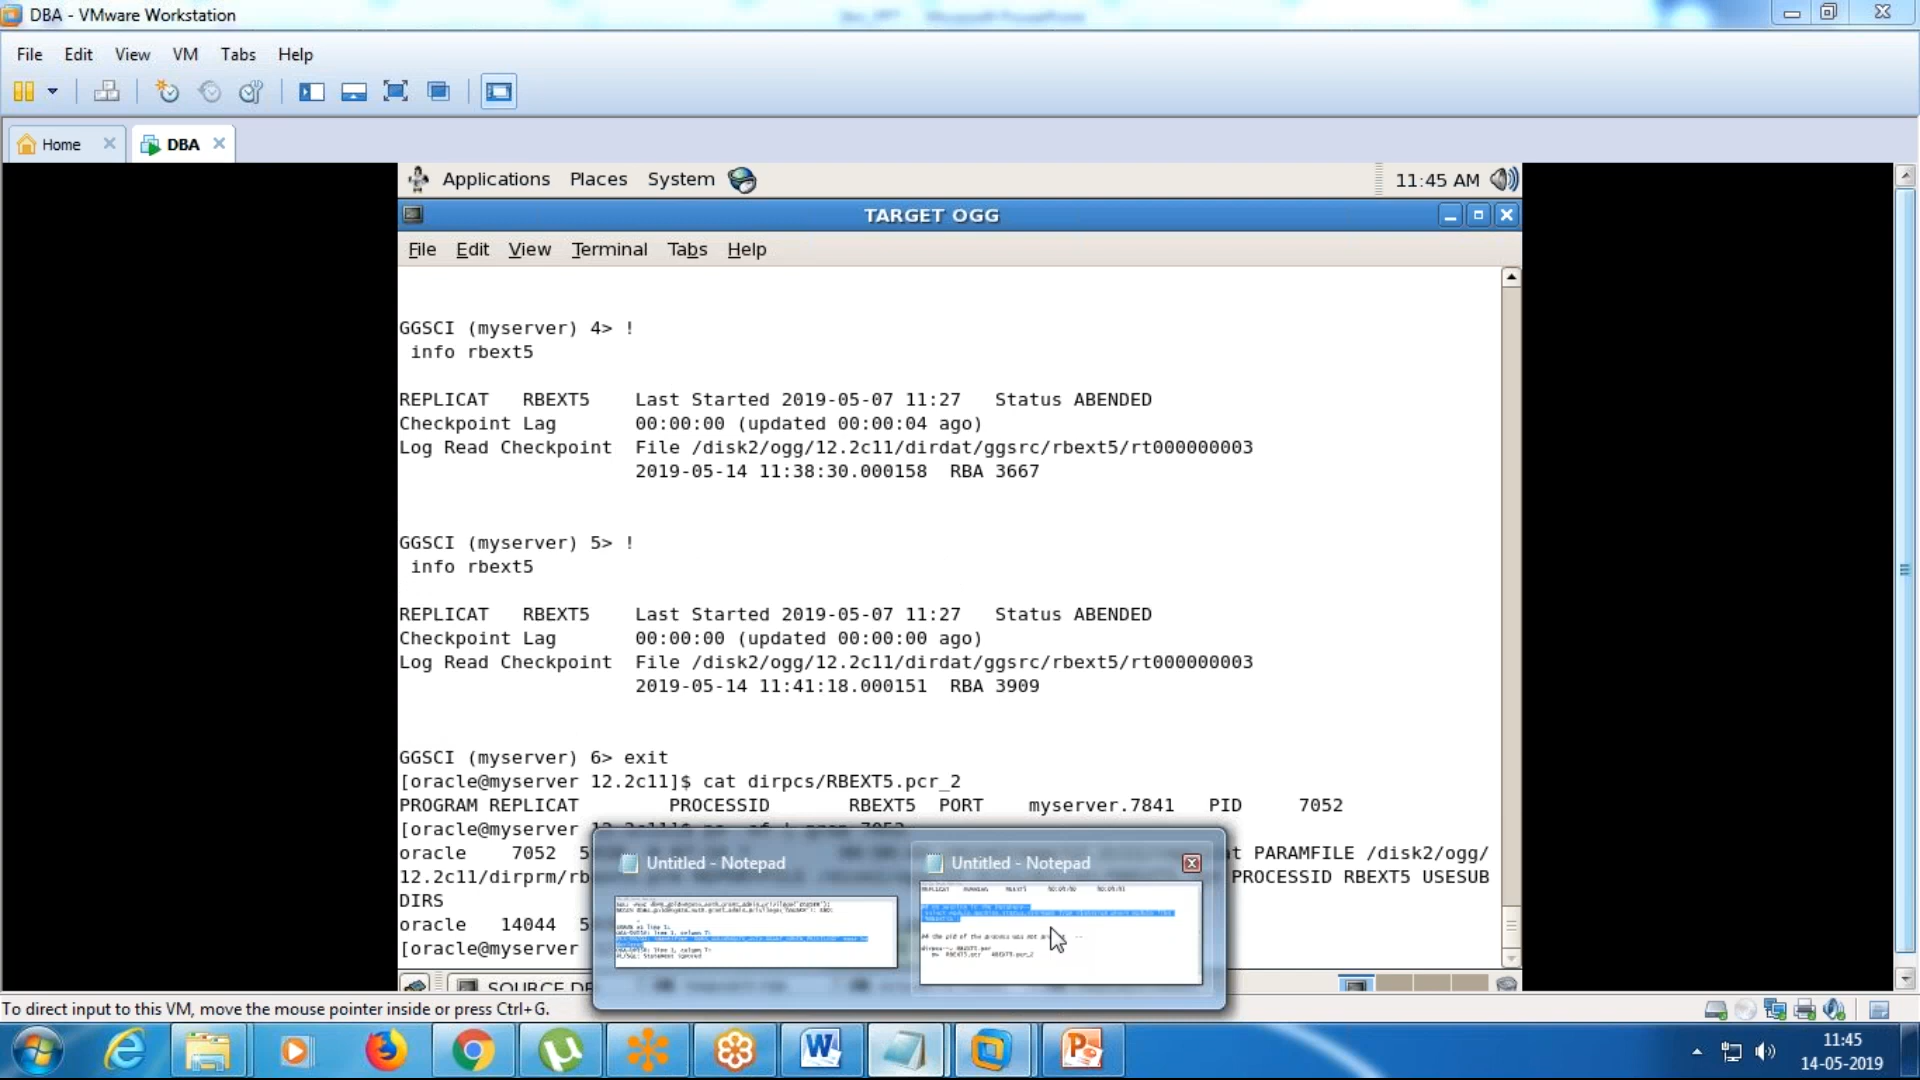 DBA - VMware Workstation
File Edit View VM Tabs Help
Home
DBA
Applications Places System
11:45 AM
TARGET OGG
File Edit View Terminal Tabs Help
GGSCI (myserver) 4> !
info rbext5
REPLICAT RBEXT5 Last Started 2019-05-07 11:27 Status ABENDED
Checkpoint Lag 00:00:00 (updated 00:00:04 ago)
Log Read Checkpoint File /disk2/ogg/12.2c11/dirdat/ggsrc/rbext5/rt000000003
2019-05-14 11:38:30.000158 RBA 3667
GGSCI (myserver) 5> !
info rbext5
REPLICAT RBEXT5 Last Started 2019-05-07 11:27 Status ABENDED
Checkpoint Lag 00:00:00 (updated 00:00:00 ago)
Log Read Checkpoint File /disk2/ogg/12.2c11/dirdat/ggsrc/rbext5/rt000000003
2019-05-14 11:41:18.000151 RBA 3909
GGSCI (myserver) 6> exit
[oracle@myserver 12.2c11]$ cat dirpcs/RBEXT5.pcr_2
PROGRAM REPLICAT PROCESSID RBEXT5 PORT myserver.7841 PID 7052
[oracle@myserver
oracle 7052 5 PARAMFILE /disk2/ogg/
12.2c11/dirprm/rb PROCESSID RBEXT5 USESUB
DIRS
oracle 14044 5
[oracle@myserver
Untitled - Notepad
Untitled - Notepad
SOURCE
To direct input to this VM, move the mouse pointer inside or press Ctrl+G.
11:45
14-05-2019